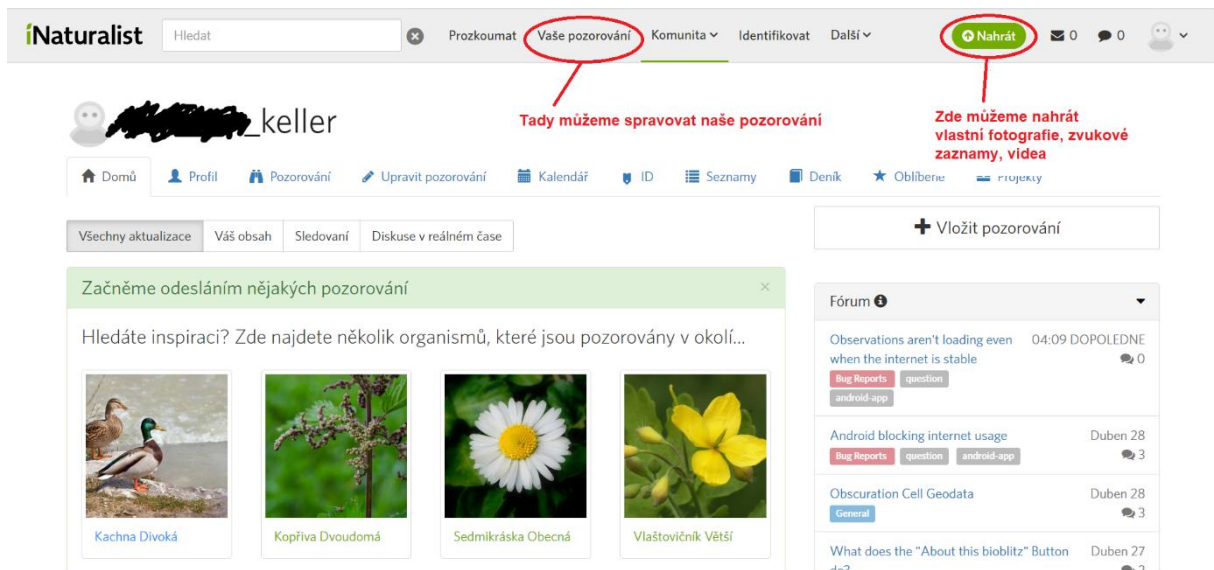 iNaturalist
Hledat
Prozkoumat
Vaše pozorování
Komunita
Identifikovat
Další
Nahrát
0
0
Tady můžeme spravovat naše pozorování
Zde můžeme nahrát
vlastní fotografie, zvukové
zaznamy, videa
_keller
Domů
Profil
Pozorování
Upravit pozorování
Kalendář
ID
Seznamy
Deník
Oblíbené
Projekty
Všechny aktualizace
Váš obsah
Sledovaní
Diskuse v reálném čase
Vložit pozorování
Začněme odesláním nějakých pozorování
×
Hledáte inspiraci? Zde najdete několik organismů, které jsou pozorovány v okolí...
Kachna Divoká
Kopřiva Dvoudomá
Sedmikráska Obecná
Vlaštovičník Větší
Fórum
Observations aren't loading even
when the internet is stable
04:09 DOPOLEDNE
0
Bug Reports
question
android-app
Android blocking internet usage
Duben 28
Bug Reports
question
android-app
3
Obscuration Cell Geodata
Duben 28
General
3
What does the "About this bioblitz" Button
Duben 27